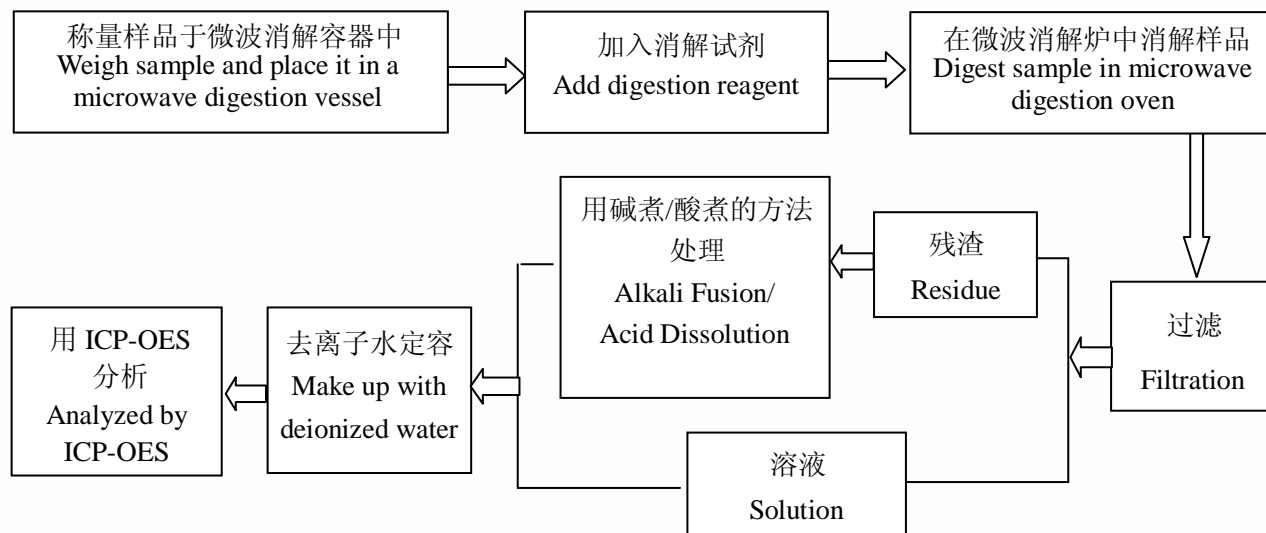 称量样品于微波消解容器中
Weigh sample and place it in a
microwave digestion vessel
加入消解试剂
Add digestion reagent
在微波消解炉中消解样品
Digest sample in microwave
digestion oven
过滤
Filtration
残渣
Residue
用碱煮/酸煮的方法
处理
Alkali Fusion/
Acid Dissolution
溶液
Solution
去离子水定容
Make up with
deionized water
用 ICP-OES
分析
Analyzed by
ICP-OES